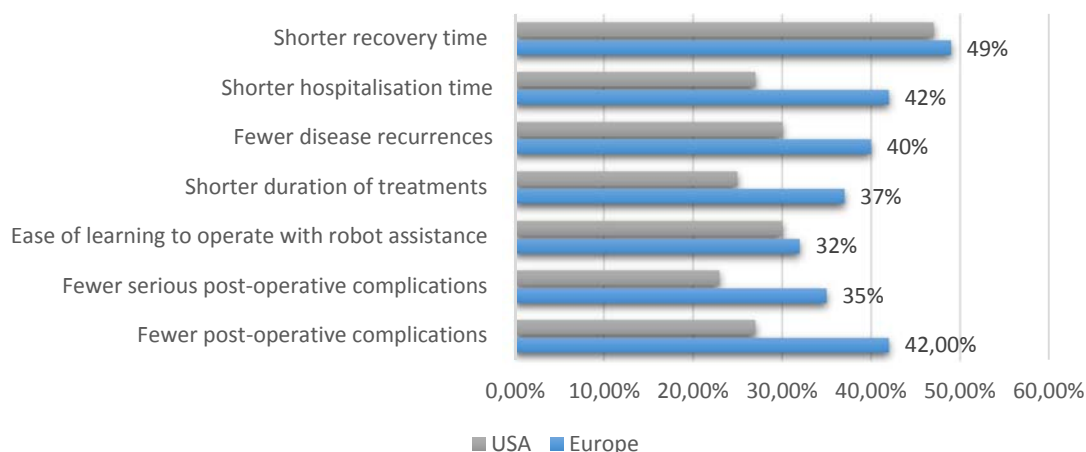 Shorter recovery time
49%
Shorter hospitalisation time
42%
Fewer disease recurrences
40%
Shorter duration of treatments
37%
Ease of learning to operate with robot assistance
32%
Fewer serious post-operative complications
35%
Fewer post-operative complications
42,00%
0,00% 10,00% 20,00% 30,00% 40,00% 50,00% 60,00%
USA Europe